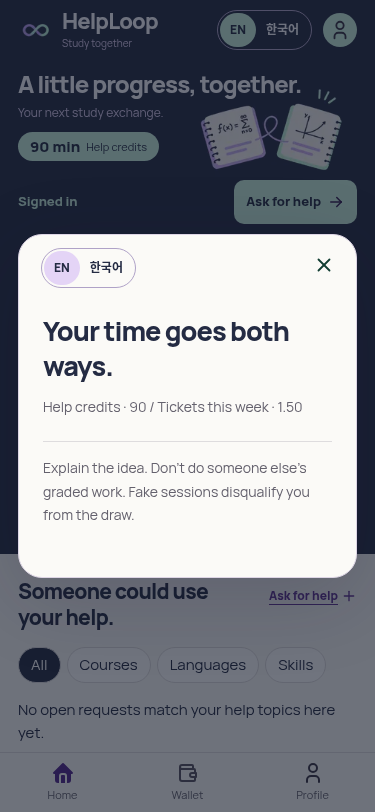 HelpLoop
Study together
EN 한국어
A little progress, together.
Your next study exchange.
90 min Help credits
f(x) = ∞ Σ n=0
Signed in
Ask for help →
EN 한국어
Your time goes both
ways.
Help credits · 90 / Tickets this week · 1.50
Explain the idea. Don't do someone else's
graded work. Fake sessions disqualify you
from the draw.
Someone could use
your help.
Ask for help +
All Courses Languages Skills
No open requests match your help topics here
yet.
Home Wallet Profile